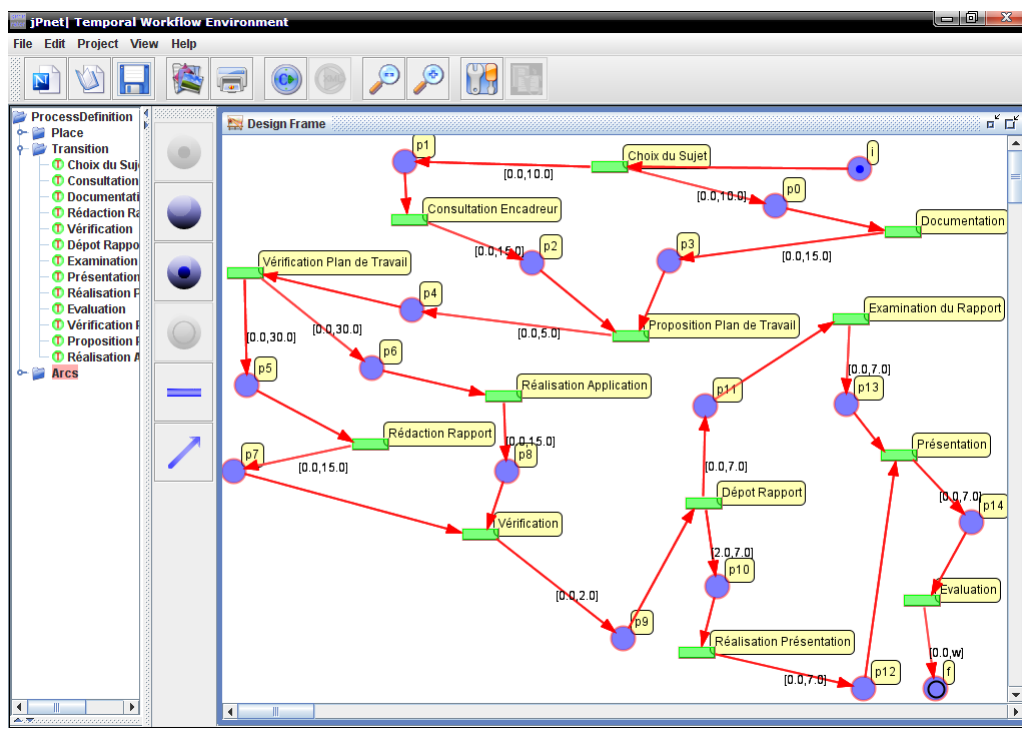 jPnet| Temporal Workflow Environment
File Edit Project View Help
ProcessDefinition
Place
Transition
Choix du Suj
Consultation
Documentati
Rédaction Ra
Vérification
Dépot Rappo
Examination
Présentation
Réalisation P
Evaluation
Vérification P
Proposition P
Réalisation A
Arcs
Design Frame
p1
Choix du Sujet
i
[0.0,10.0]
p0
[0.0,10.0]
Consultation Encadreur
Documentation
p2
p3
[0.0,15.0]
[0.0,15.0]
Vérification Plan de Travail
p4
Examination du Rapport
Proposition Plan de Travail
[0.0,5.0]
[0.0,30.0]
[0.0,30.0]
p6
p5
[0.0,7.0]
p13
Réalisation Application
p11
Rédaction Rapport
[0.0,15.0]
Présentation
p7
p8
[0.0,15.0]
[0.0,7.0]
Dépot Rapport
[0.0,7.0]
p14
Vérification
[2.0,7.0]
p10
Evaluation
[0.0,2.0]
p9
Réalisation Présentation
[0.0,w]
p12
f
[0.0,7.0]